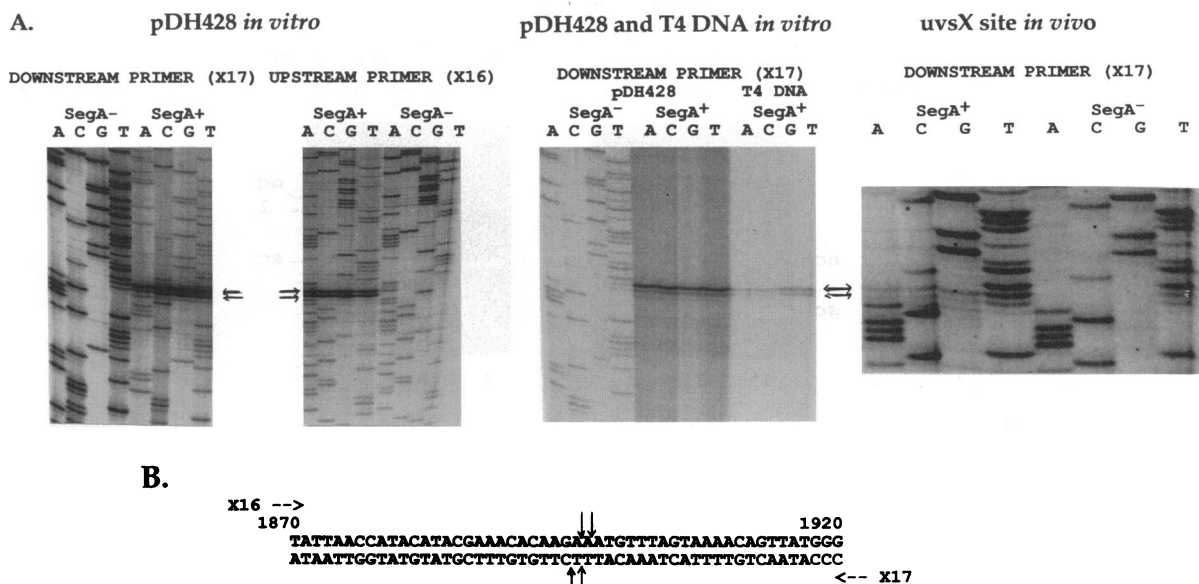 A.
pDH428 in vitro
pDH428 and T4 DNA in vitro
uvsX site in vivo
DOWNSTREAM PRIMER (X17)
UPSTREAM PRIMER (X16)
DOWNSTREAM PRIMER (X17)
DOWNSTREAM PRIMER (X17)
pDH428
T4 DNA
SegA-
SegA+
SegA+
SegA-
SegA⁻
SegA⁺
SegA⁺
SegA⁺
SegA⁻
A C G T A C G T
A C G T A C G T
A C G T A C G T A C G T
A C G T A C G T
B.
X16 -->
1870
1920
TATTAACCATACATACGAAACACAAGAAATGTTTAGTAAAACAGTTATGGG
ATAATTGGTATGTATGCTTTGTGTTCTTTACAAATCATTTTGTCAATACCC
<-- X17